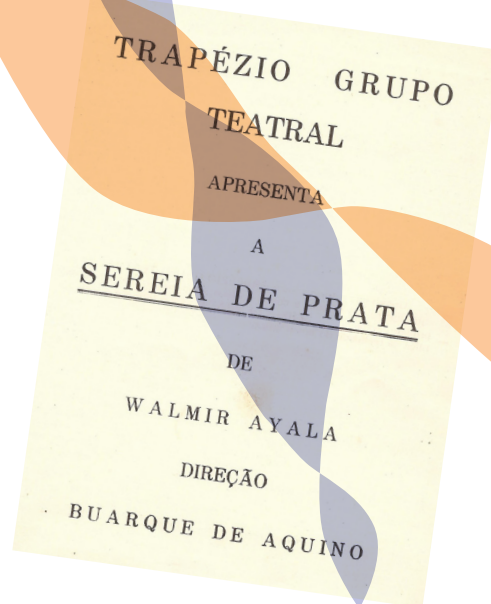 TRAPÉZIO GRUPO
TEATRAL
APRESENTA
A
SEREIA DE PRATA
DE
WALMIR AYALA
DIREÇÃO
BUARQUE DE AQUINO